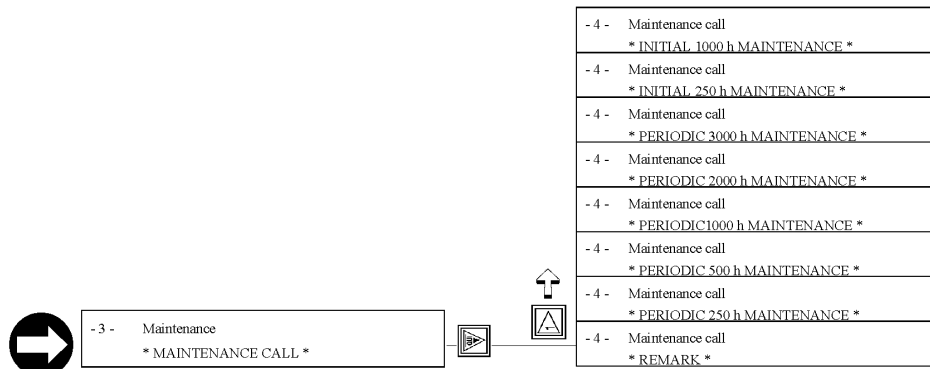 - 4 - Maintenance call
* INITIAL 1000 h MAINTENANCE *
- 4 - Maintenance call
* INITIAL 250 h MAINTENANCE *
- 4 - Maintenance call
* PERIODIC 3000 h MAINTENANCE *
- 4 - Maintenance call
* PERIODIC 2000 h MAINTENANCE *
- 4 - Maintenance call
* PERIODIC1000 h MAINTENANCE *
- 4 - Maintenance call
* PERIODIC 500 h MAINTENANCE *
- 4 - Maintenance call
* PERIODIC 250 h MAINTENANCE *
- 4 - Maintenance call
* REMARK *
- 3 - Maintenance
* MAINTENANCE CALL *